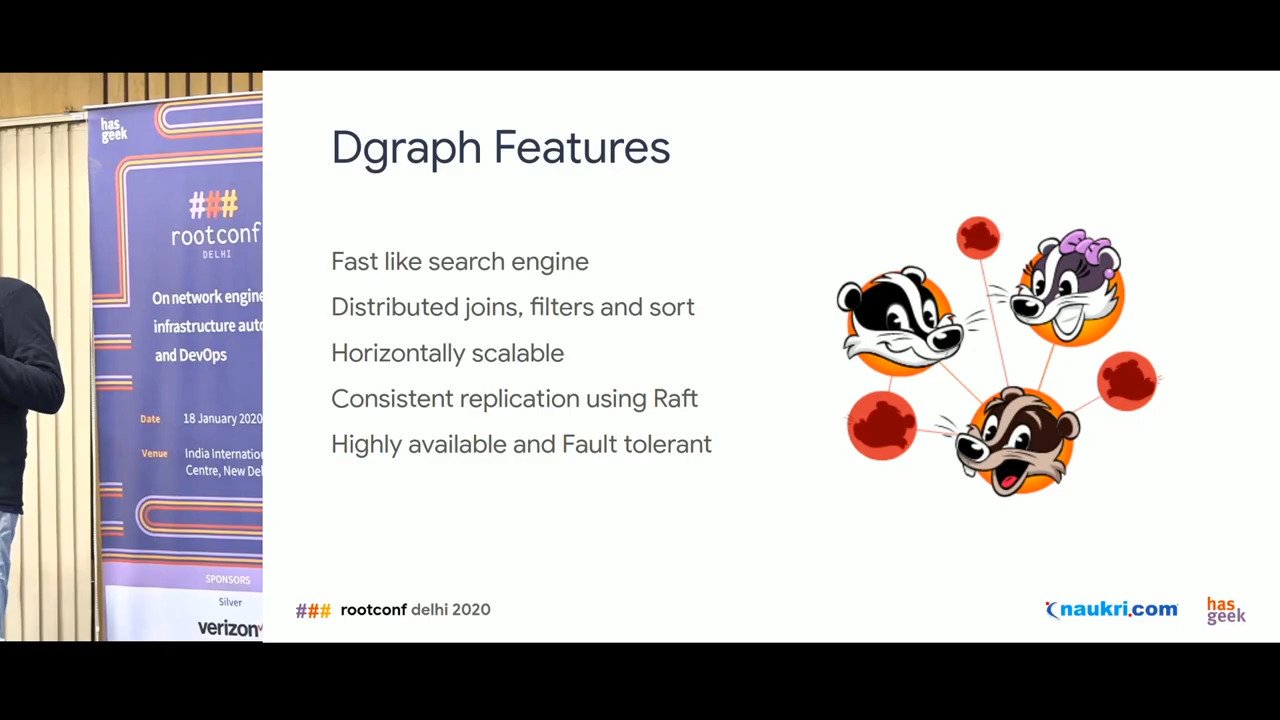 has
geek
###
rootconf
DELHI
On network engine
infrastructure auto
and DevOps
Date 18 January 2020
Venue India Internation
Centre, New Del
SPONSORS
Silver
verizon
Dgraph Features
Fast like search engine
Distributed joins, filters and sort
Horizontally scalable
Consistent replication using Raft
Highly available and Fault tolerant
### rootconf delhi 2020
naukri.com
has
geek